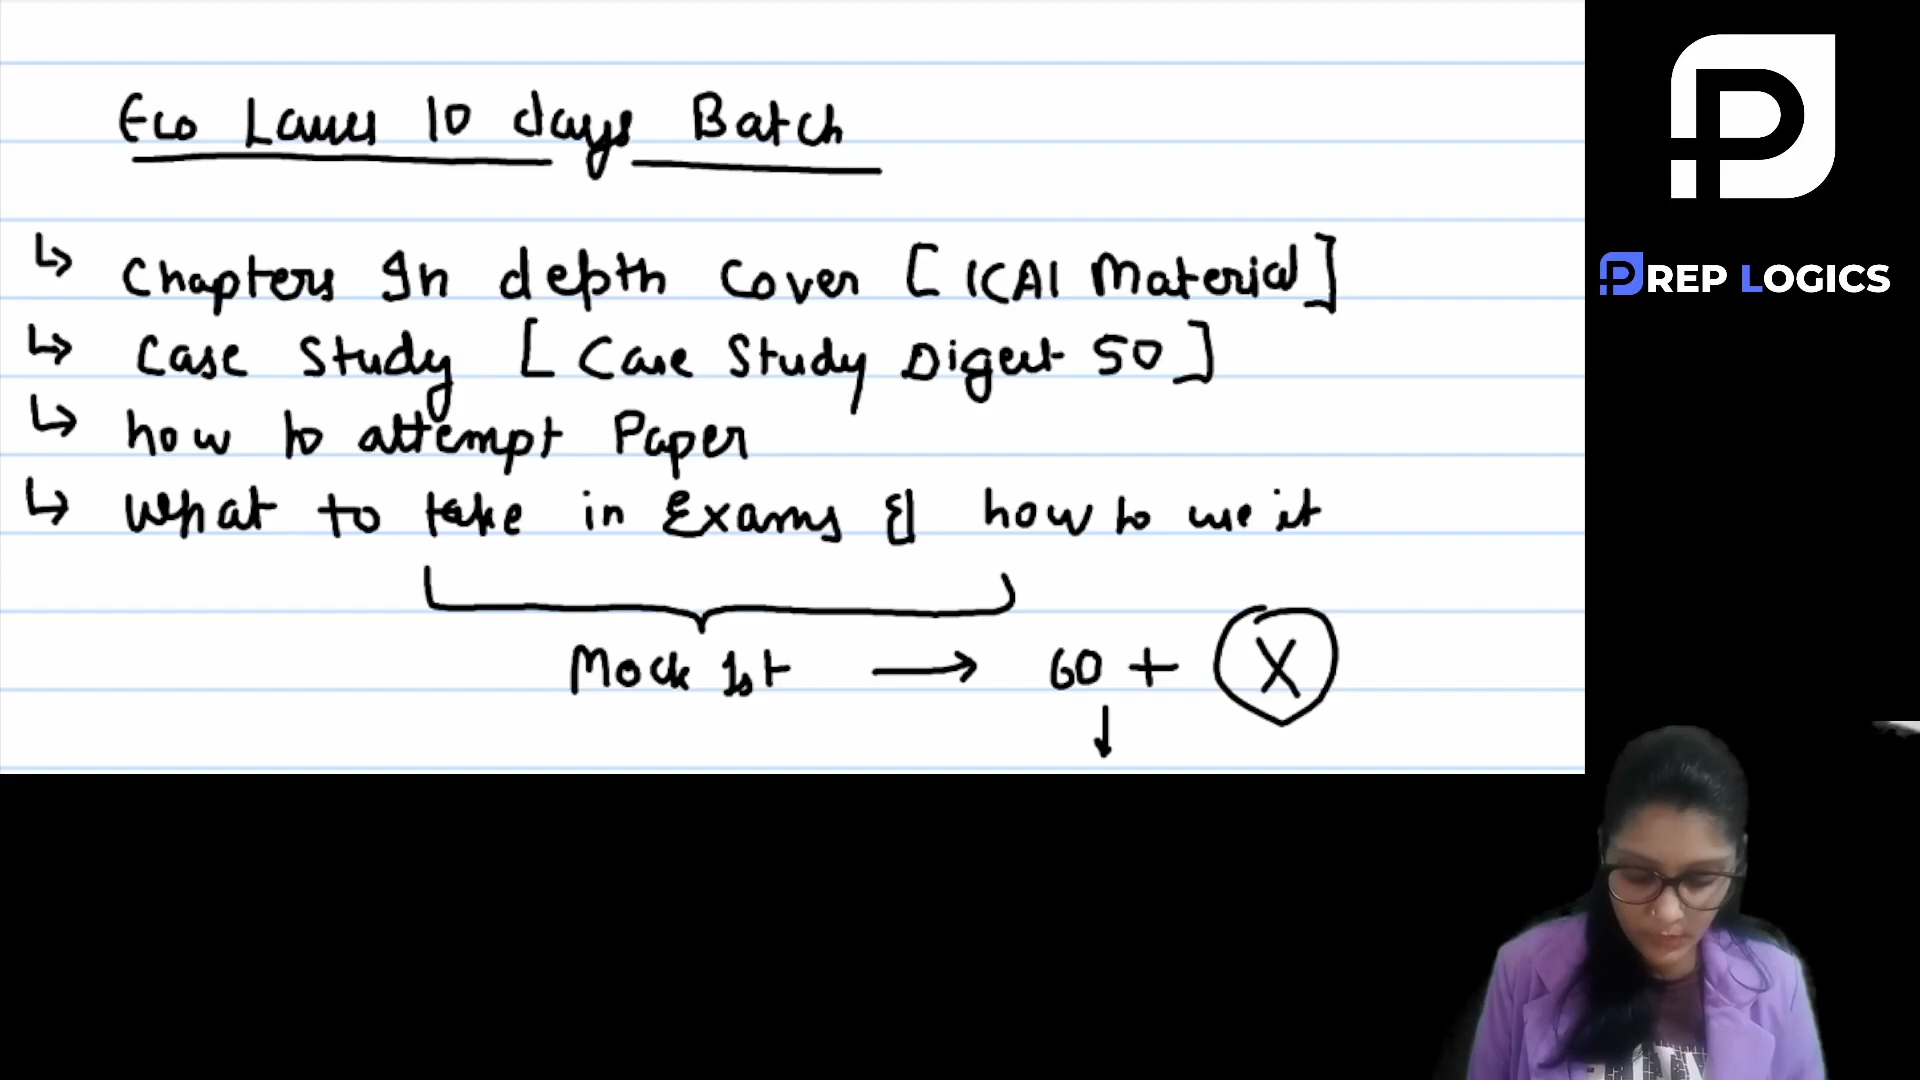 Eco Laws 10 days Batch
↳ Chapters In depth Cover [ICAI Material]
↳ Case Study [Case Study Digest 50]
↳ how to attempt Paper
↳ What to take in Exams & how to use it
Mock 1st → 60 + X
↓
PREP LOGICS